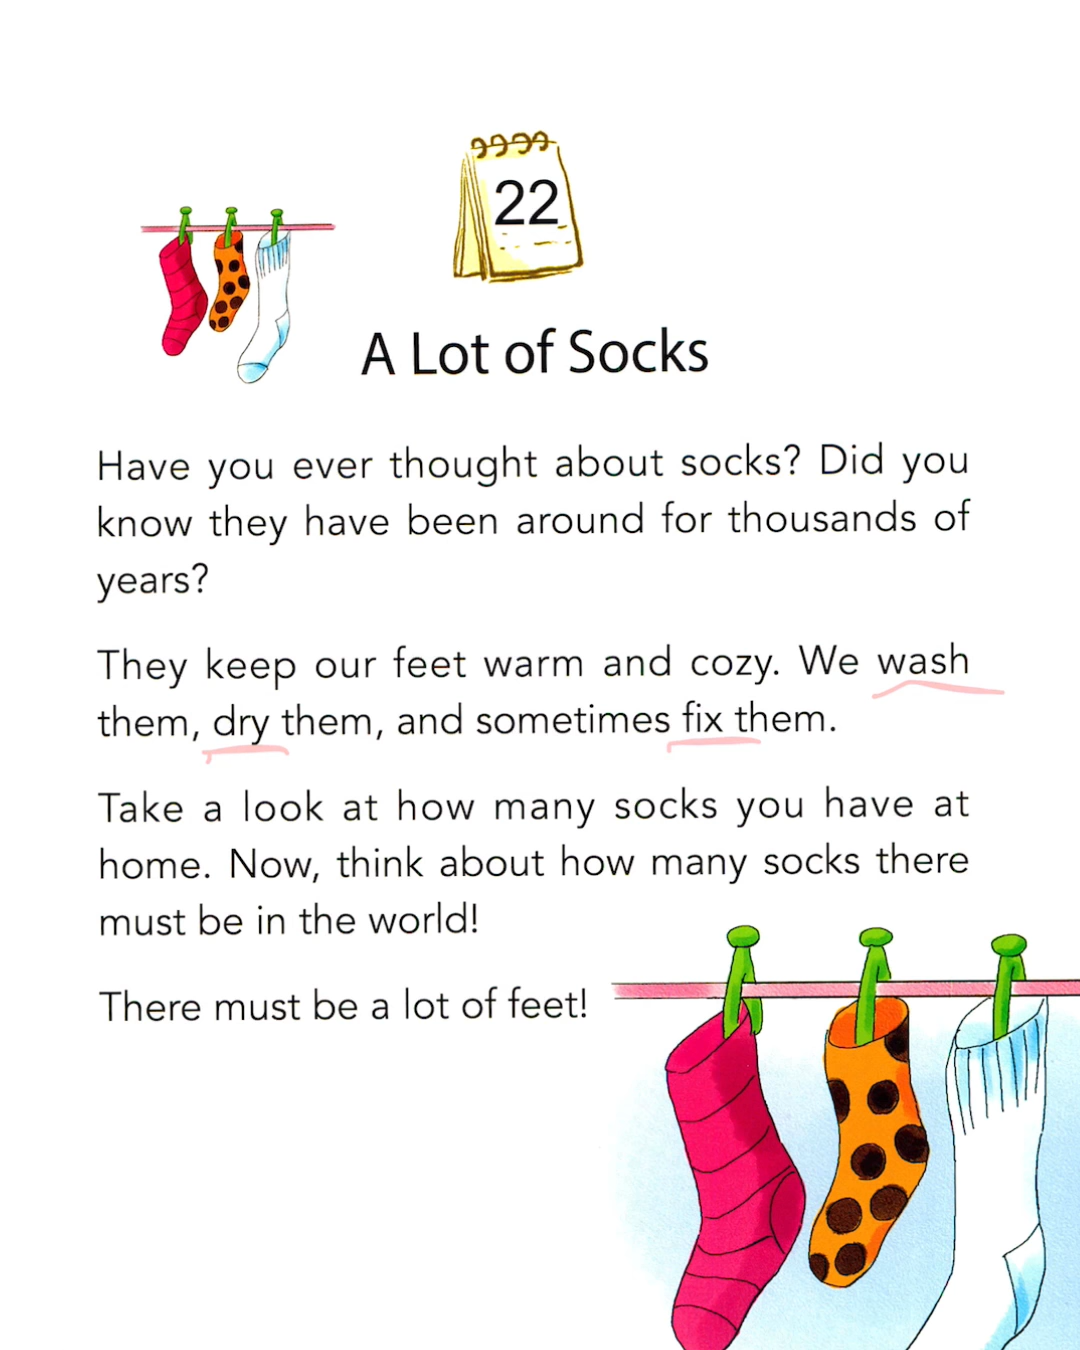 22
A Lot of Socks
Have you ever thought about socks? Did you
know they have been around for thousands of
years?
They keep our feet warm and cozy. We wash
them, dry them, and sometimes fix them.
Take a look at how many socks you have at
home. Now, think about how many socks there
must be in the world!
There must be a lot of feet!